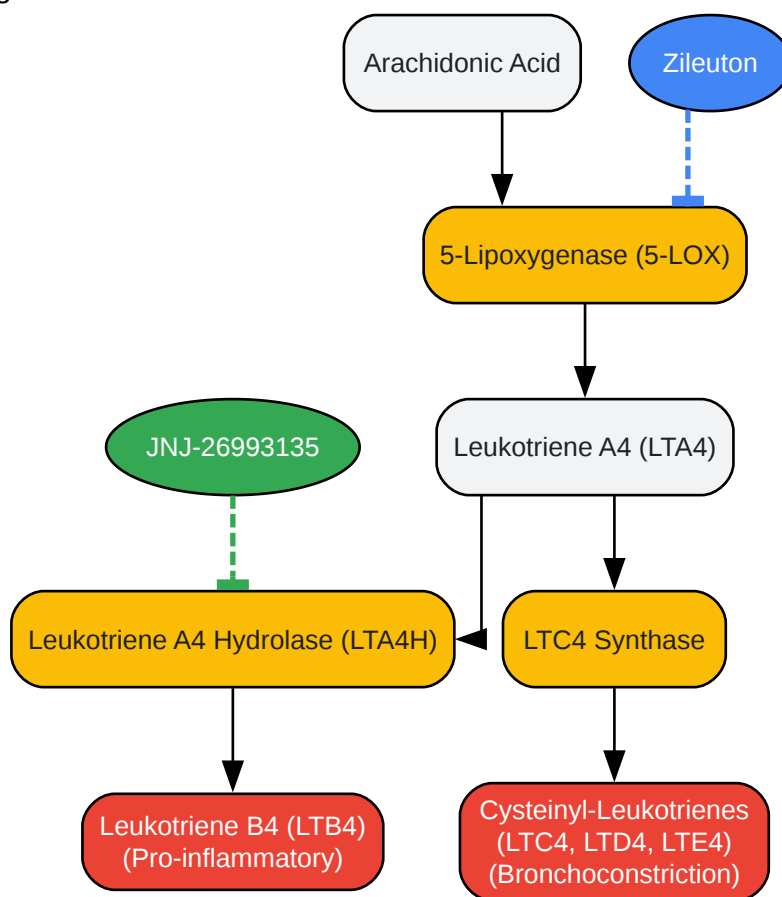 Arachidonic Acid
Zileuton
5-Lipoxygenase (5-LOX)
JNJ-26993135
Leukotriene A4 (LTA4)
Leukotriene A4 Hydrolase (LTA4H)
LTC4 Synthase
Leukotriene B4 (LTB4)
(Pro-inflammatory)
Cysteinyl-Leukotrienes
(LTC4, LTD4, LTE4)
(Bronchoconstriction)